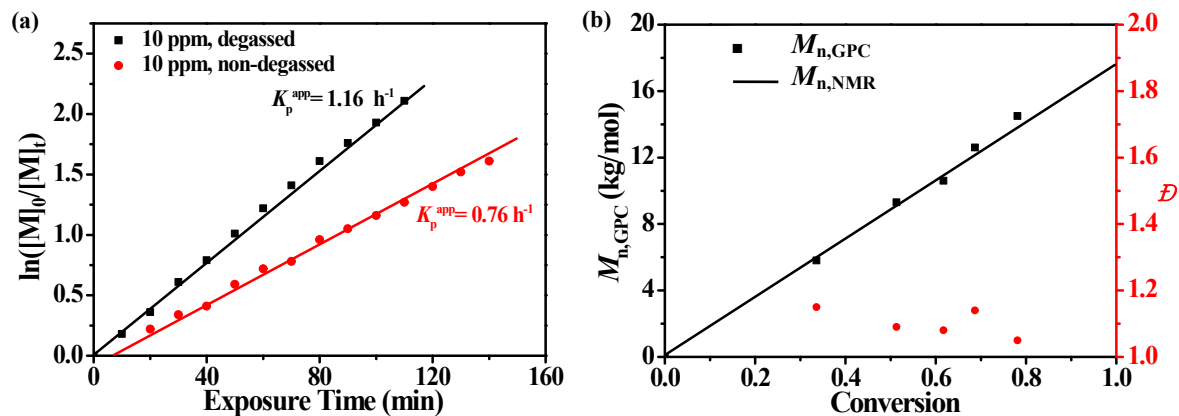 (a)
2.5
2.0
1.5
1.0
0.5
0.0
0 40 80 120 160
ln([M]0/[M]t)
Exposure Time (min)
10 ppm, degassed
10 ppm, non-degassed
Kpapp= 1.16 h-1
Kpapp= 0.76 h-1
(b)
20
16
12
8
4
0
0.0 0.2 0.4 0.6 0.8 1.0
Mn,GPC (kg/mol)
Conversion
Mn,GPC
Mn,NMR
2.0
1.8
1.6
1.4
1.2
1.0
Đ